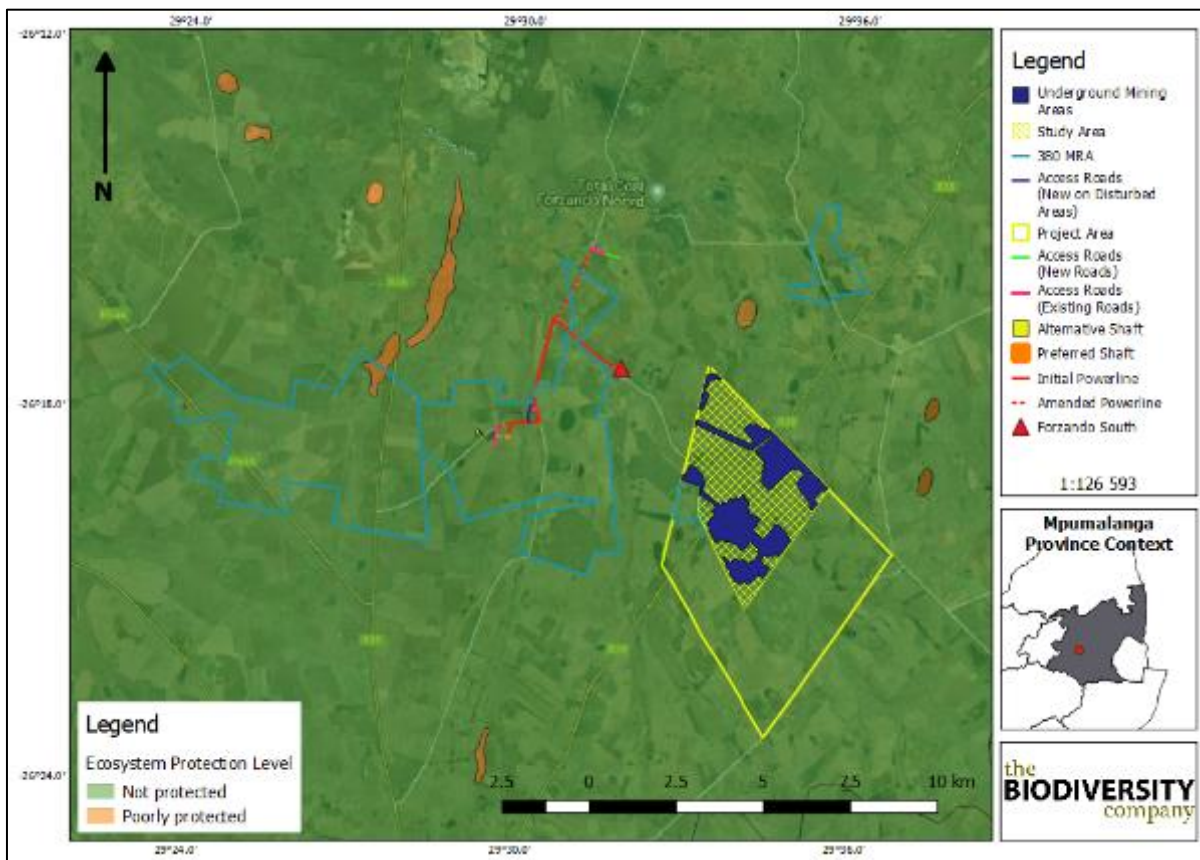 29°24.0'
29°30.0'
29°36.0'
-26°12.0'
-26°18.0'
-26°24.0'
N
Total Coal
Forzando Noord
Legend
Underground Mining
Areas
Study Area
380 MRA
Access Roads
(New on Disturbed
Areas)
Project Area
Access Roads
(New Roads)
Access Roads
(Existing Roads)
Alternative Shaft
Preferred Shaft
Initial Powerline
Amended Powerline
Forzando South
1:126 593
Mpumalanga
Province Context
the
BIODIVERSITY
company
Legend
Ecosystem Protection Level
Not protected
Poorly protected
2.5 0 2.5 5 7.5 10 km
29°24.0'
29°30.0'
29°36.0'